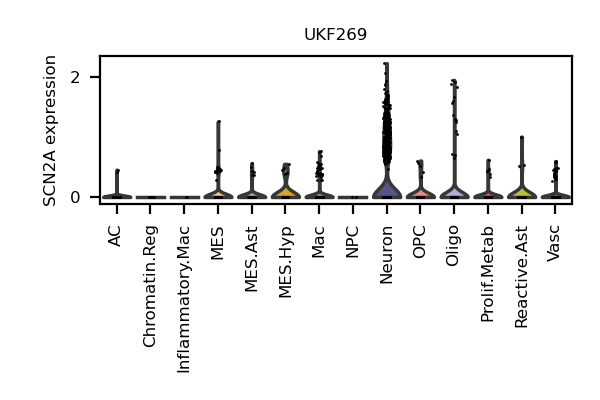 UKF269
SCN2A expression
2
0
AC
Chromatin.Reg
Inflammatory.Mac
MES
MES.Ast
MES.Hyp
Mac
NPC
Neuron
OPC
Oligo
Prolif.Metab
Reactive.Ast
Vasc